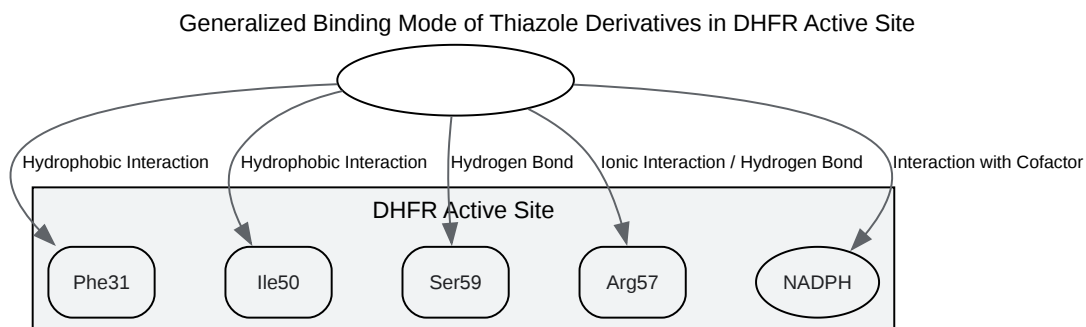 Generalized Binding Mode of Thiazole Derivatives in DHFR Active Site
Hydrophobic Interaction
Hydrophobic Interaction
Hydrogen Bond
Ionic Interaction / Hydrogen Bond
Interaction with Cofactor
DHFR Active Site
Phe31
Ile50
Ser59
Arg57
NADPH